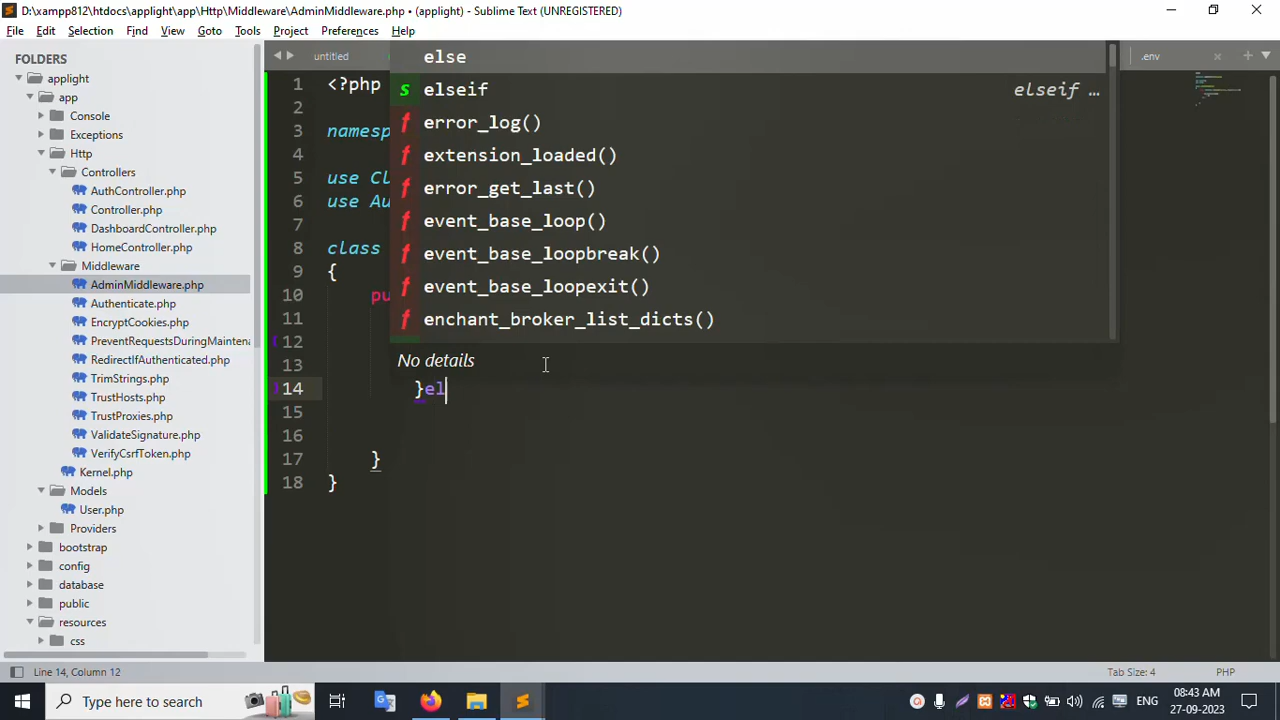 D:\xampp812\htdocs\applight\app\Http\Middleware\AdminMiddleware.php • (applight) - Sublime Text (UNREGISTERED)
File Edit Selection Find View Goto Tools Project Preferences Help
FOLDERS
applight
app
Console
Exceptions
Http
Controllers
AuthController.php
Controller.php
DashboardController.php
HomeController.php
Middleware
AdminMiddleware.php
Authenticate.php
EncryptCookies.php
PreventRequestsDuringMaintena
RedirectIfAuthenticated.php
TrimStrings.php
TrustHosts.php
TrustProxies.php
ValidateSignature.php
VerifyCsrfToken.php
Kernel.php
Models
User.php
Providers
bootstrap
config
database
public
resources
css
untitled
.env
1 <?php
2
3 namesp
4
5 use Cl
6 use Au
7
8 class
9 {
10 pu
11
12
13
14 }el
15
16
17 }
18 }
else
s elseif elseif …
f error_log()
f extension_loaded()
f error_get_last()
f event_base_loop()
f event_base_loopbreak()
f event_base_loopexit()
f enchant_broker_list_dicts()
No details
Line 14, Column 12
Tab Size: 4 PHP
Type here to search
ENG
08:43 AM
27-09-2023